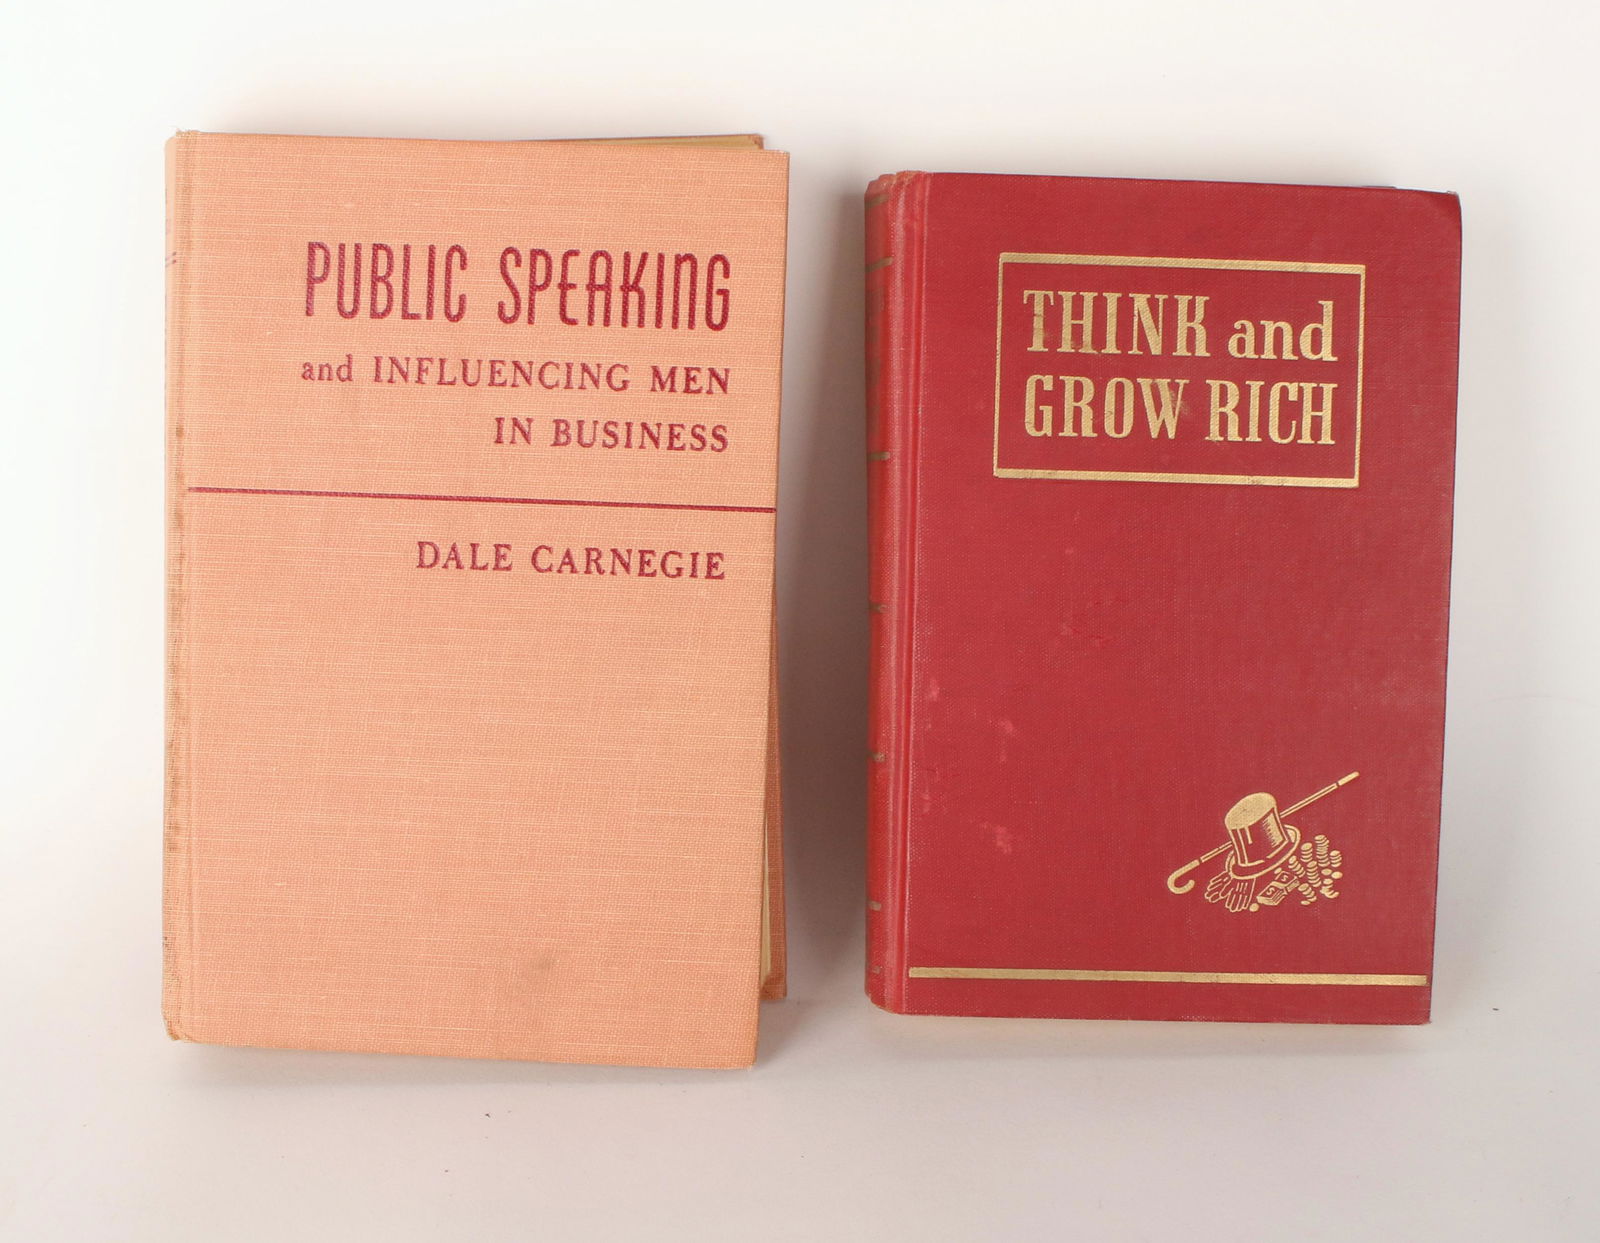 PUBLIC SPEAKING
and INFLUENCING MEN
IN BUSINESS
DALE CARNEGIE
THINK and
GROW RICH